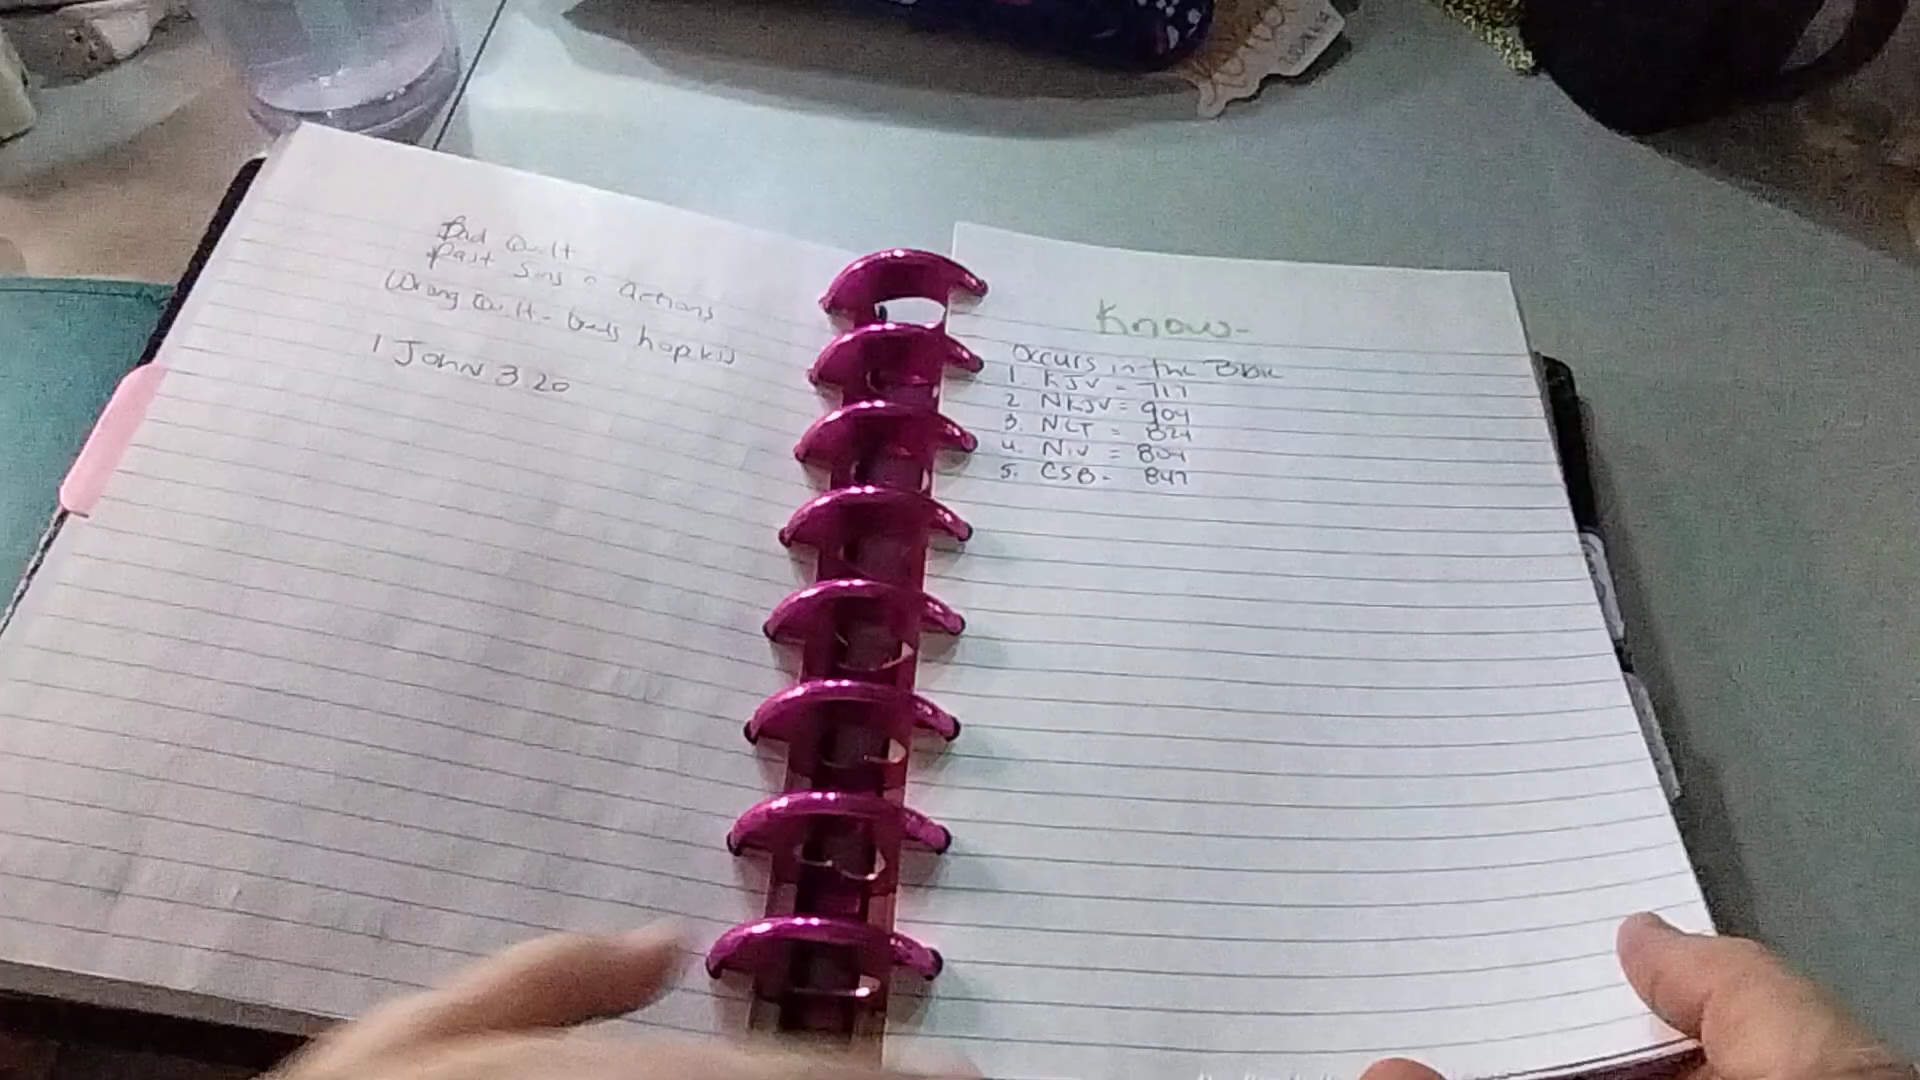 Bad Guilt
Past Sins o Actions
Wrong Guilt-
1 John 3 20
Know-
Occurs in the Bible
1. KJV = 717
2 NKJV = 904
3. NLT = 824
4. NIV = 804
5. CSB - 847